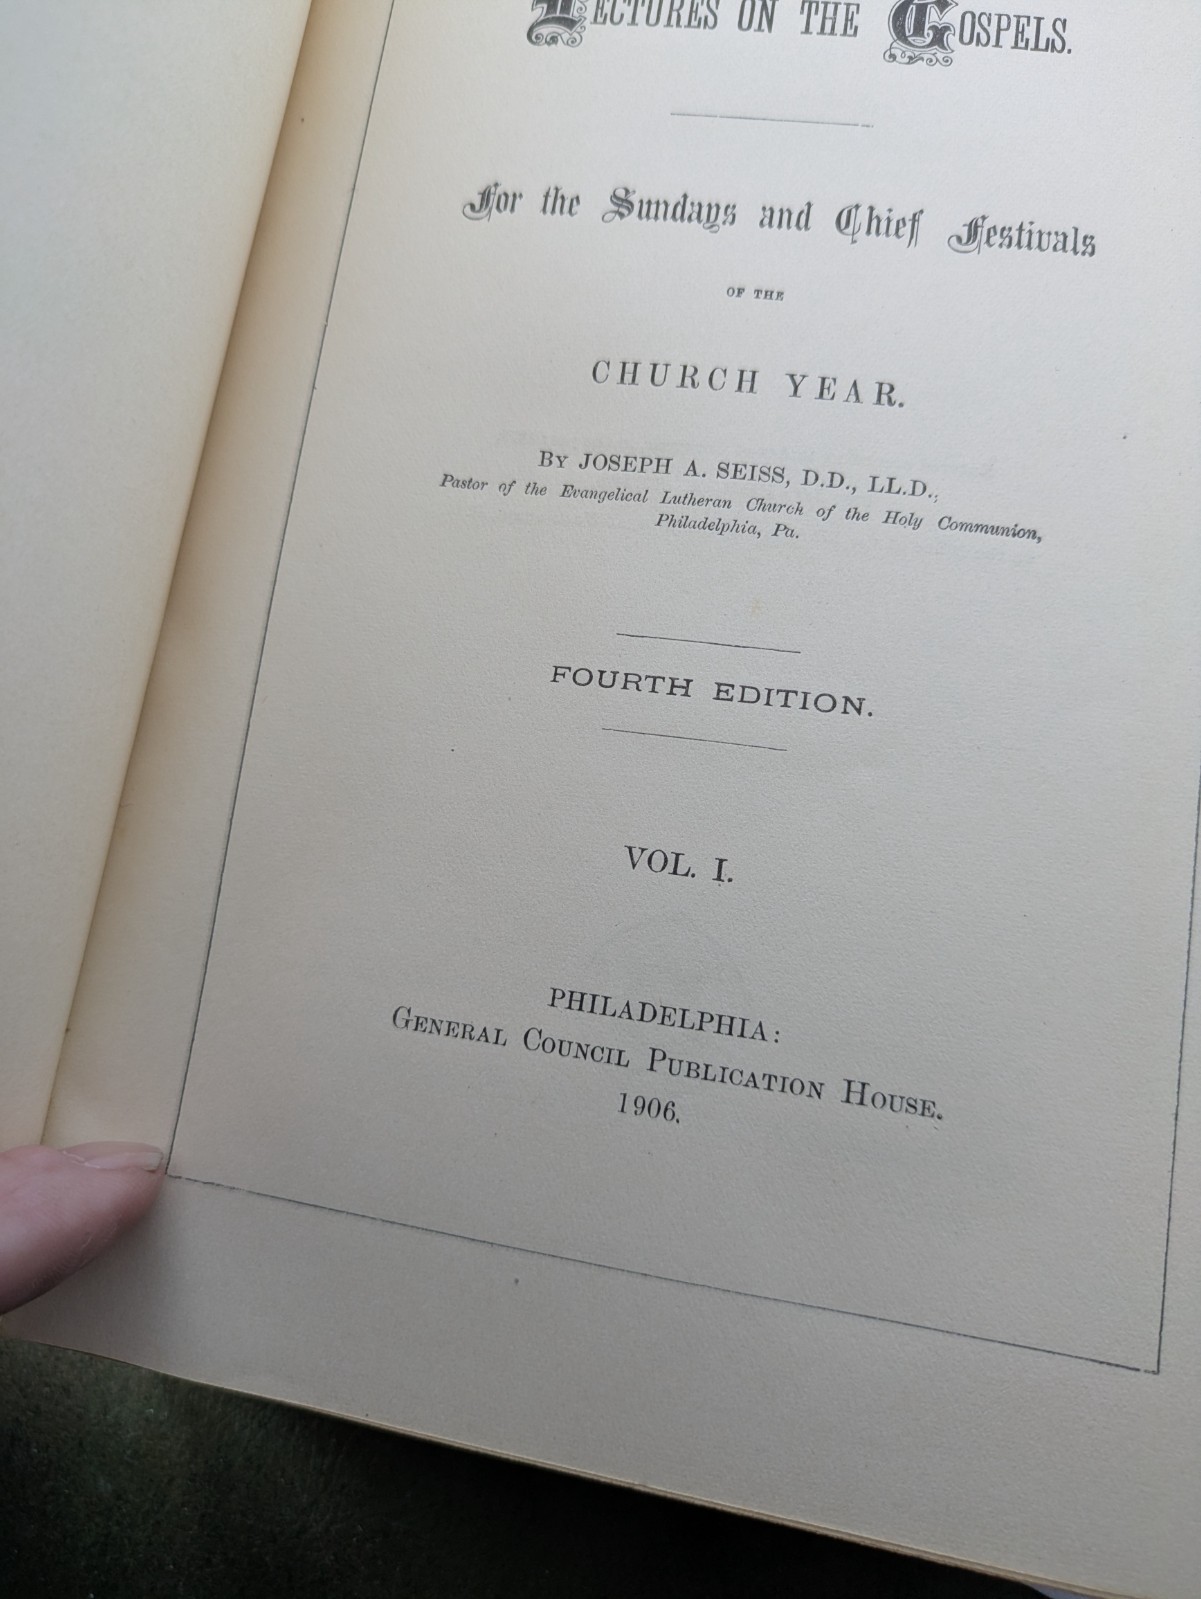 Lectures on the Gospels.
For the Sundays and Chief Festivals
OF THE
CHURCH YEAR.
By JOSEPH A. SEISS, D.D., LL.D.,
Pastor of the Evangelical Lutheran Church of the Holy Communion,
Philadelphia, Pa.
FOURTH EDITION.
VOL. I.
PHILADELPHIA:
General Council Publication House.
1906.